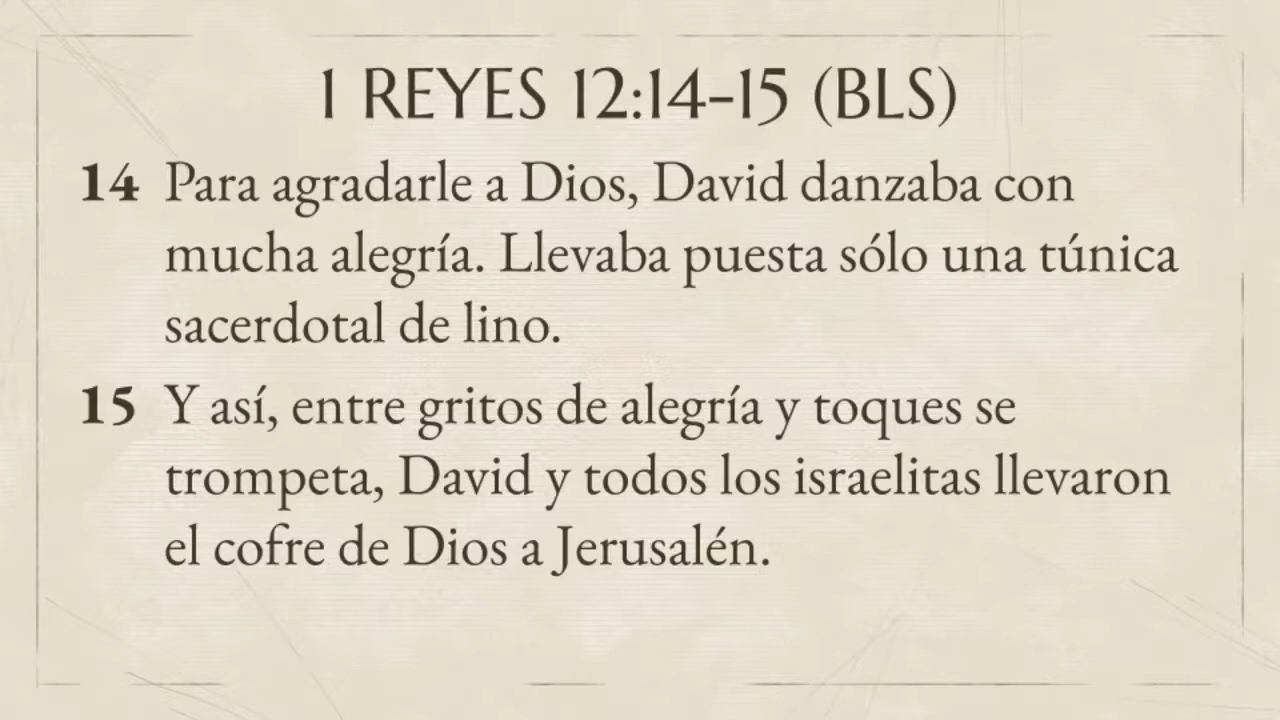 1 REYES 12:14-15 (BLS)
14 Para agradarle a Dios, David danzaba con
mucha alegría. Llevaba puesta sólo una túnica
sacerdotal de lino.
15 Y así, entre gritos de alegría y toques se
trompeta, David y todos los israelitas llevaron
el cofre de Dios a Jerusalén.